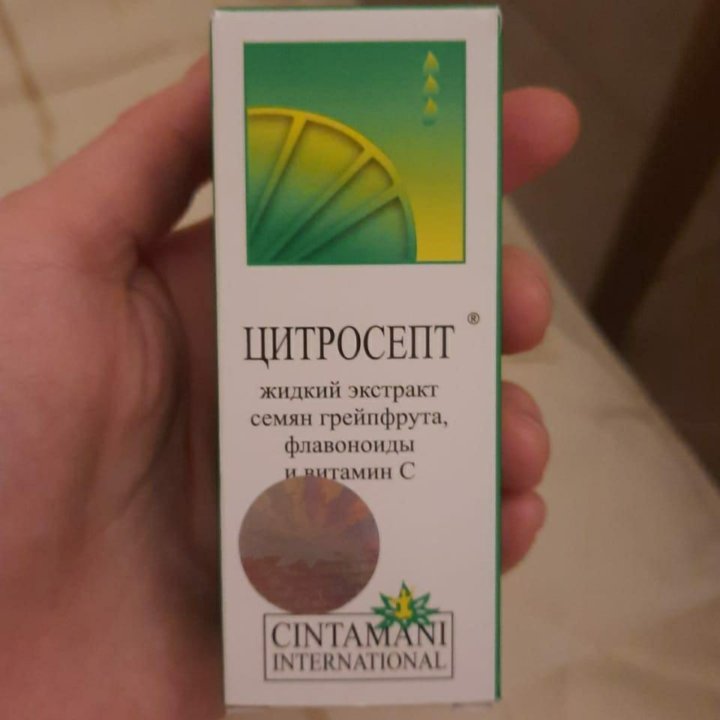 ЦИТРОСЕПТ ®
жидкий экстракт
семян грейпфрута,
флавоноиды
и витамин С
CINTAMANI
INTERNATIONAL